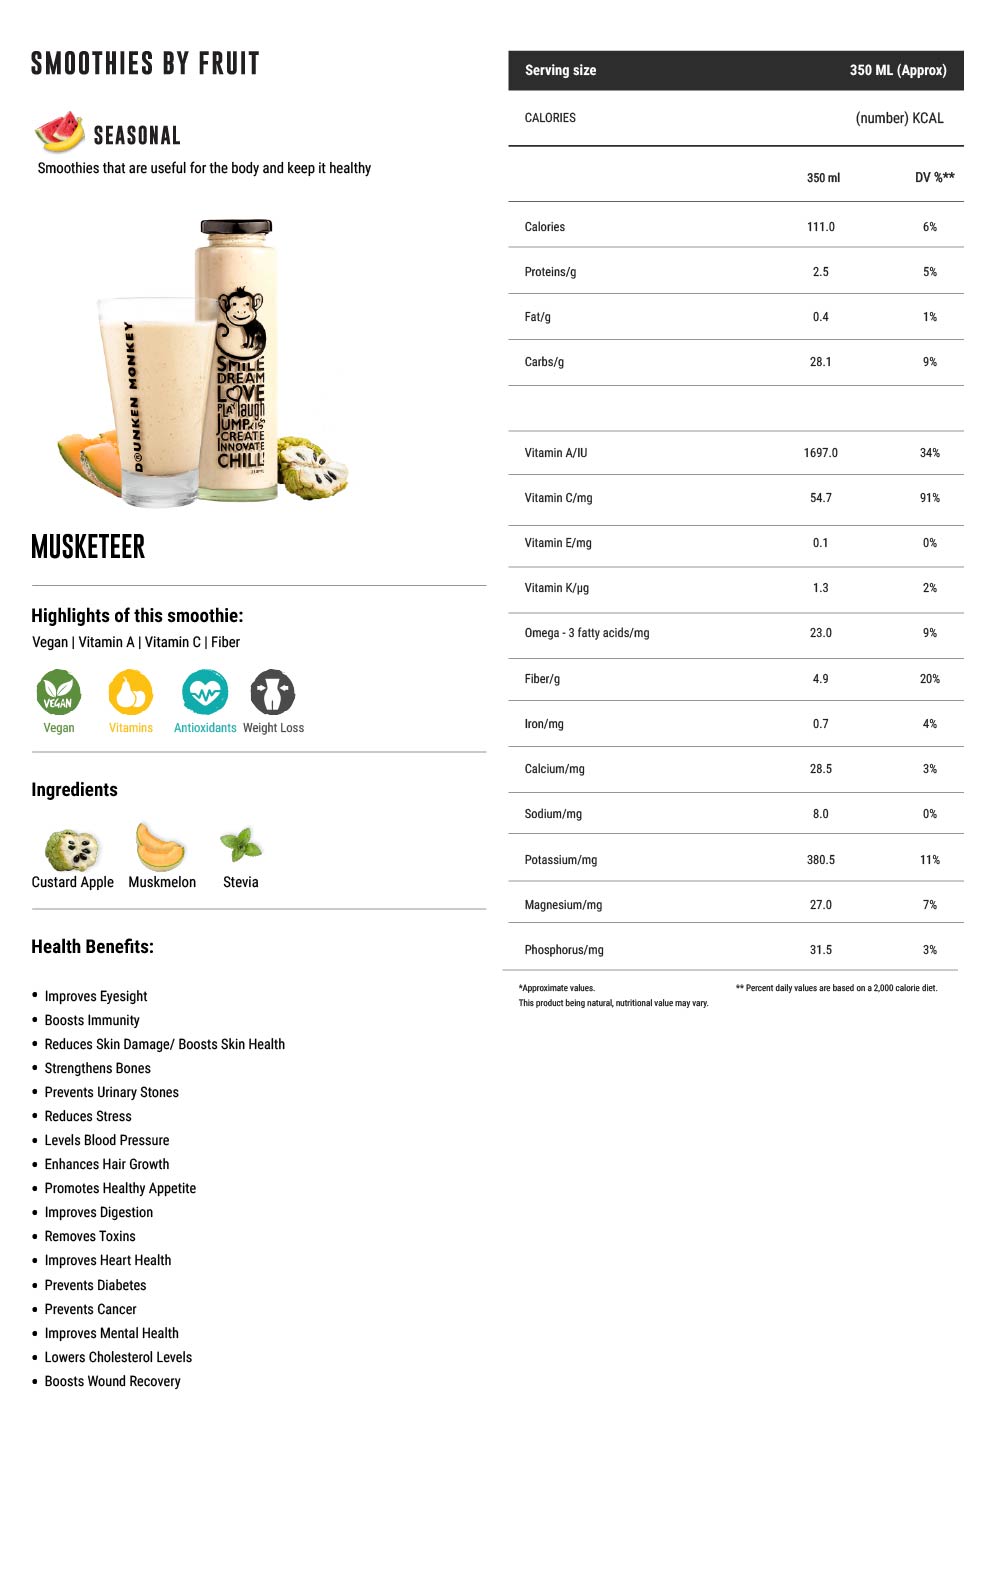 SMOOTHIES BY FRUIT
SEASONAL
Smoothies that are useful for the body and keep it healthy
DRUNKEN MONKEY
SMILE
DREAM
LOVE
PLAY laugh
JUMP KISS
CREATE
INNOVATE
CHILL!
MUSKETEER
Highlights of this smoothie:
Vegan | Vitamin A | Vitamin C | Fiber
VEGAN
Vegan Vitamins Antioxidants Weight Loss
Ingredients
Custard Apple Muskmelon Stevia
Health Benefits:
• Improves Eyesight
• Boosts Immunity
• Reduces Skin Damage/ Boosts Skin Health
• Strengthens Bones
• Prevents Urinary Stones
• Reduces Stress
• Levels Blood Pressure
• Enhances Hair Growth
• Promotes Healthy Appetite
• Improves Digestion
• Removes Toxins
• Improves Heart Health
• Prevents Diabetes
• Prevents Cancer
• Improves Mental Health
• Lowers Cholesterol Levels
• Boosts Wound Recovery
Serving size 350 ML (Approx)
CALORIES (number) KCAL
350 ml DV %**
Calories 111.0 6%
Proteins/g 2.5 5%
Fat/g 0.4 1%
Carbs/g 28.1 9%
Vitamin A/IU 1697.0 34%
Vitamin C/mg 54.7 91%
Vitamin E/mg 0.1 0%
Vitamin K/µg 1.3 2%
Omega - 3 fatty acids/mg 23.0 9%
Fiber/g 4.9 20%
Iron/mg 0.7 4%
Calcium/mg 28.5 3%
Sodium/mg 8.0 0%
Potassium/mg 380.5 11%
Magnesium/mg 27.0 7%
Phosphorus/mg 31.5 3%
*Approximate values. ** Percent daily values are based on a 2,000 calorie diet.
This product being natural, nutritional value may vary.